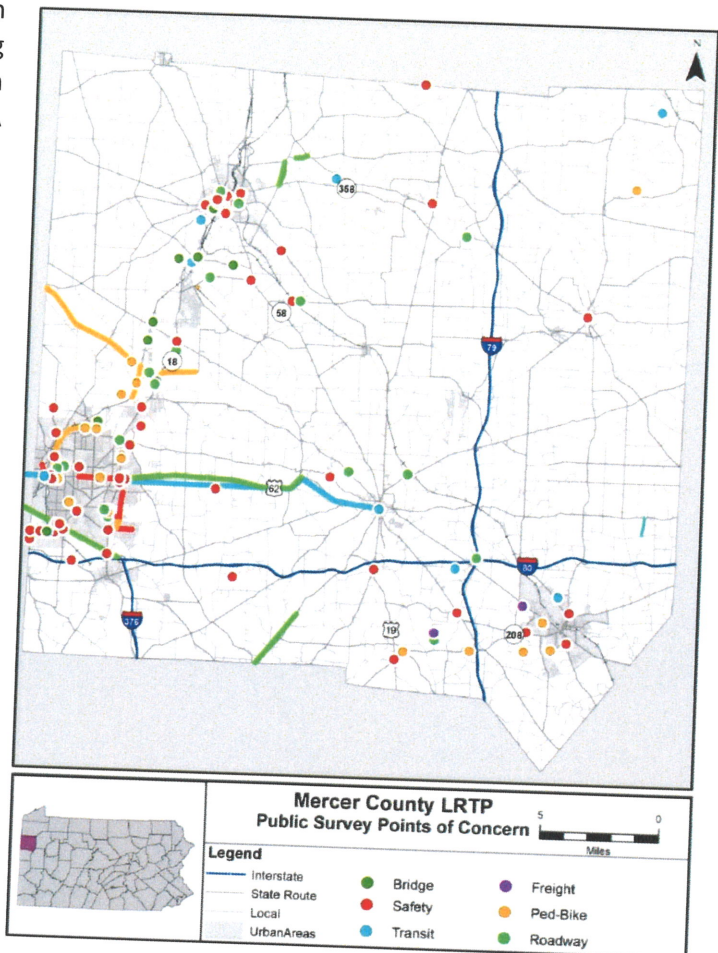 N
358
58
79
18
62
80
376
19
208
Mercer County LRTP
Public Survey Points of Concern
5 0
Miles
Legend
Interstate
State Route
Local
UrbanAreas
Bridge
Safety
Transit
Freight
Ped-Bike
Roadway